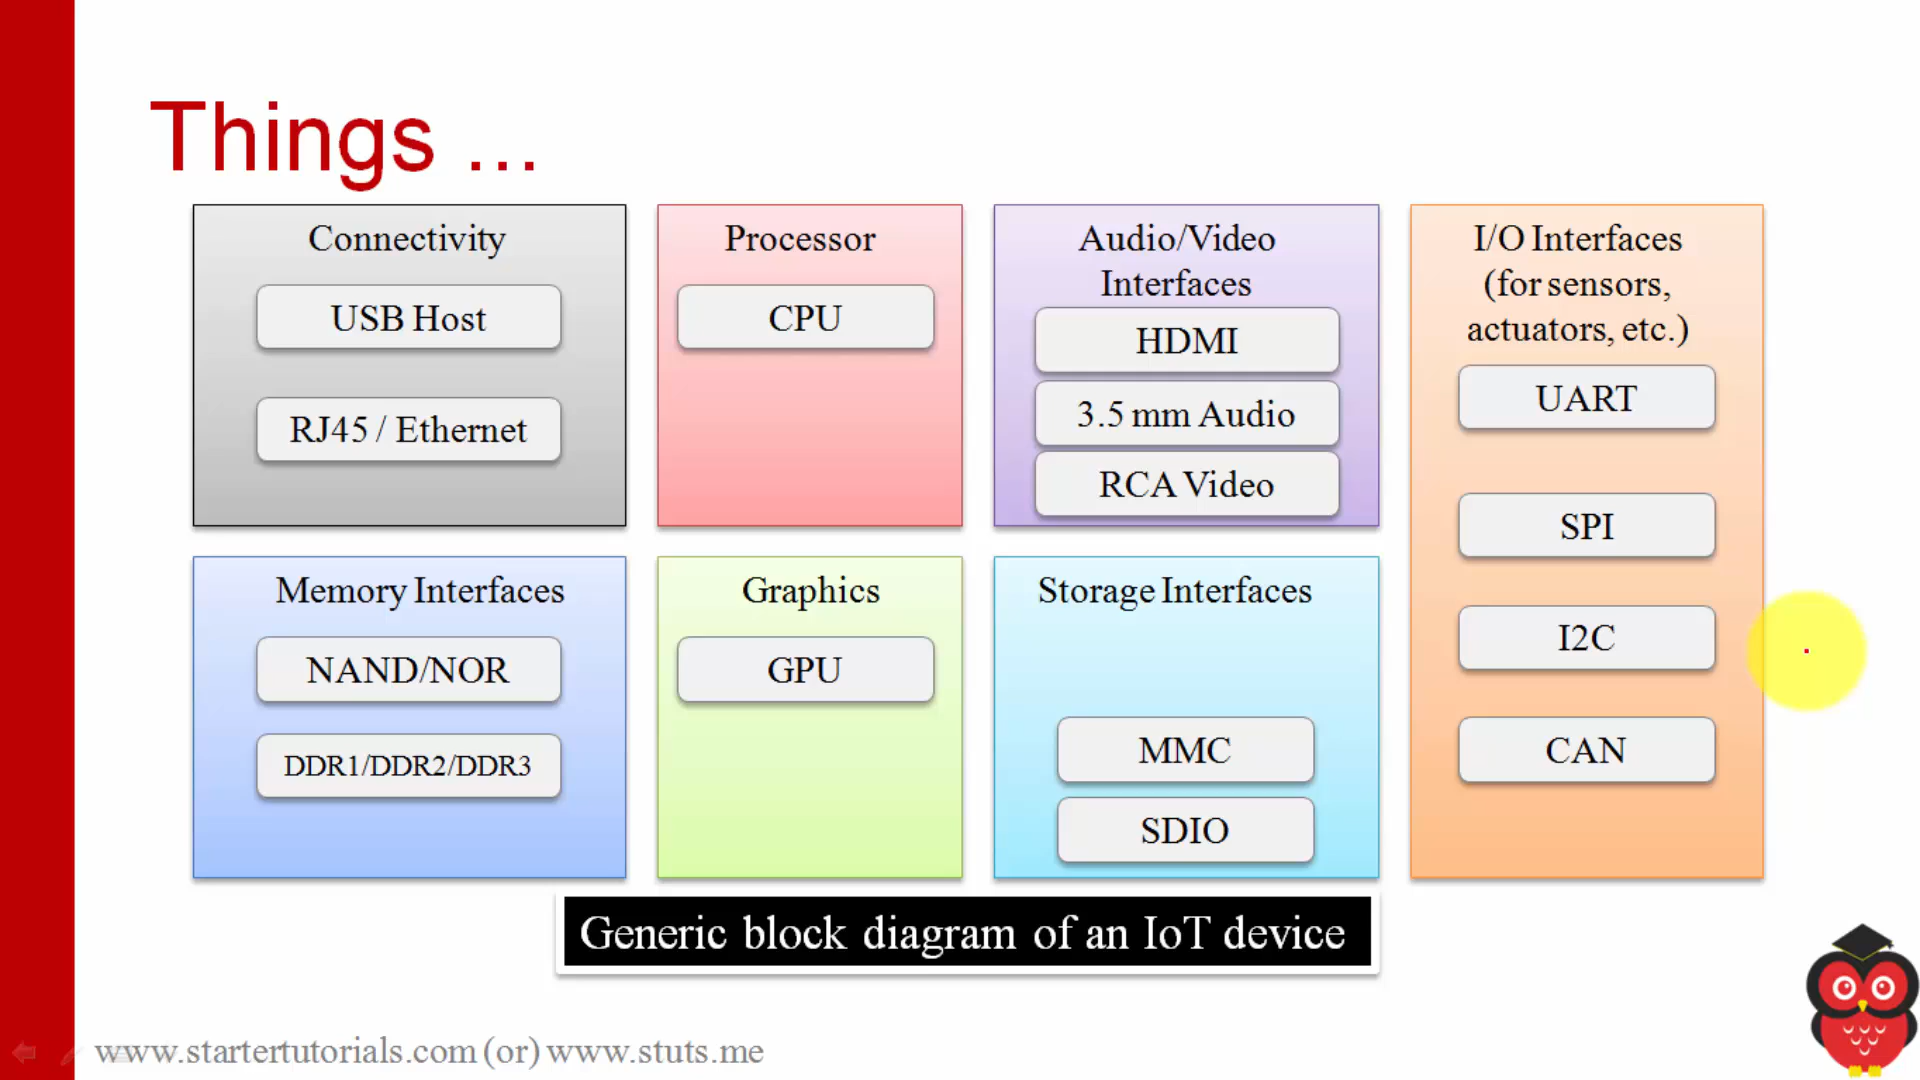 Things ...
Connectivity
USB Host
RJ45 / Ethernet
Processor
CPU
Audio/Video
Interfaces
HDMI
3.5 mm Audio
RCA Video
I/O Interfaces
(for sensors,
actuators, etc.)
UART
SPI
I2C
CAN
Memory Interfaces
NAND/NOR
DDR1/DDR2/DDR3
Graphics
GPU
Storage Interfaces
MMC
SDIO
Generic block diagram of an IoT device
www.startertutorials.com (or) www.stuts.me